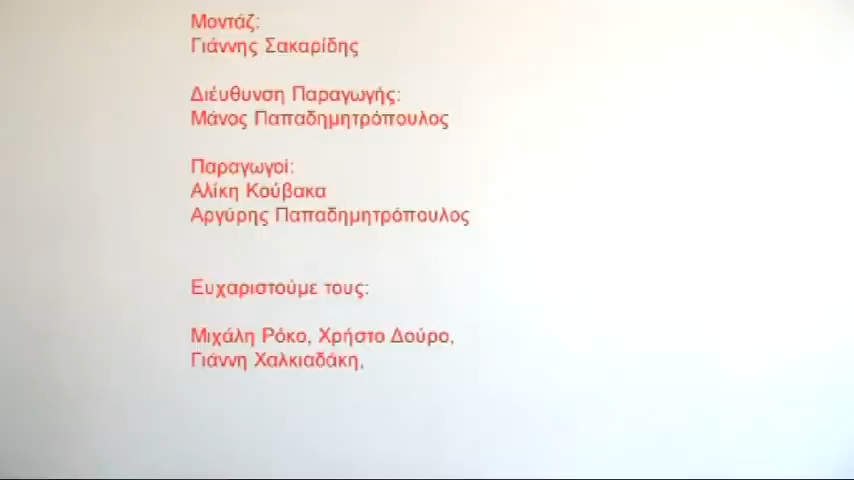 Μοντάζ:
Γιάννης Σακαρίδης
Διέυθυνση Παραγωγής:
Μάνος Παπαδημητρόπουλος
Παραγωγοί:
Αλίκη Κούβακα
Αργύρης Παπαδημητρόπουλος
Ευχαριστούμε τους:
Μιχάλη Ρόκο, Χρήστο Δούρο,
Γιάννη Χαλκιαδάκη,